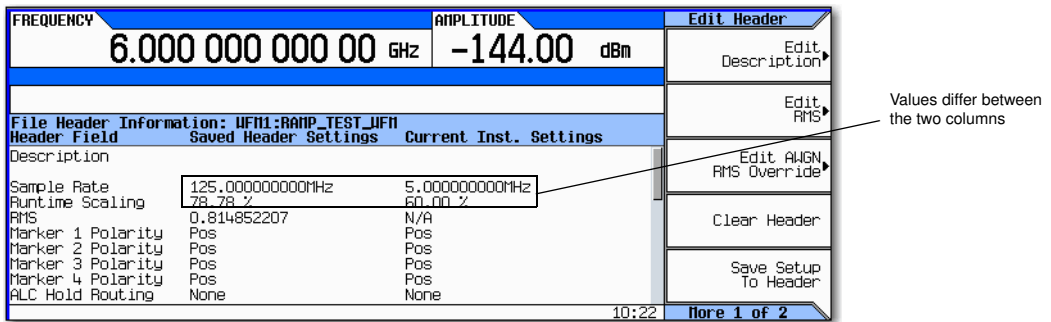 FREQUENCY
AMPLITUDE
6.000 000 000 00 GHz
-144.00 dBm
File Header Information: WFM1:RAMP_TEST_WFM
Header Field Saved Header Settings Current Inst. Settings
Description
Sample Rate 125.000000000MHz 5.000000000MHz
Runtime Scaling 78.78 % 60.00 %
RMS 0.814852207 N/A
Marker 1 Polarity Pos Pos
Marker 2 Polarity Pos Pos
Marker 3 Polarity Pos Pos
Marker 4 Polarity Pos Pos
ALC Hold Routing None None
10:22
Edit Header
Edit
Description
Edit
RMS
Edit AWGN
RMS Override
Clear Header
Save Setup
To Header
More 1 of 2
Values differ between
the two columns